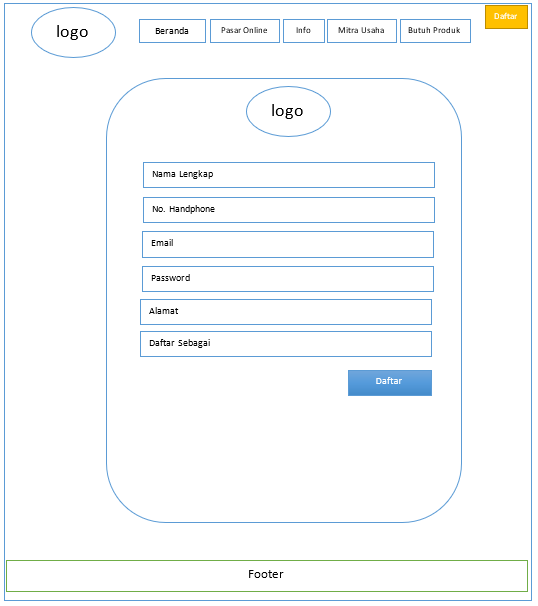 logo
Beranda
Pasar Online
Info
Mitra Usaha
Butuh Produk
Daftar
logo
Nama Lengkap
No. Handphone
Email
Password
Alamat
Daftar Sebagai
Daftar
Footer